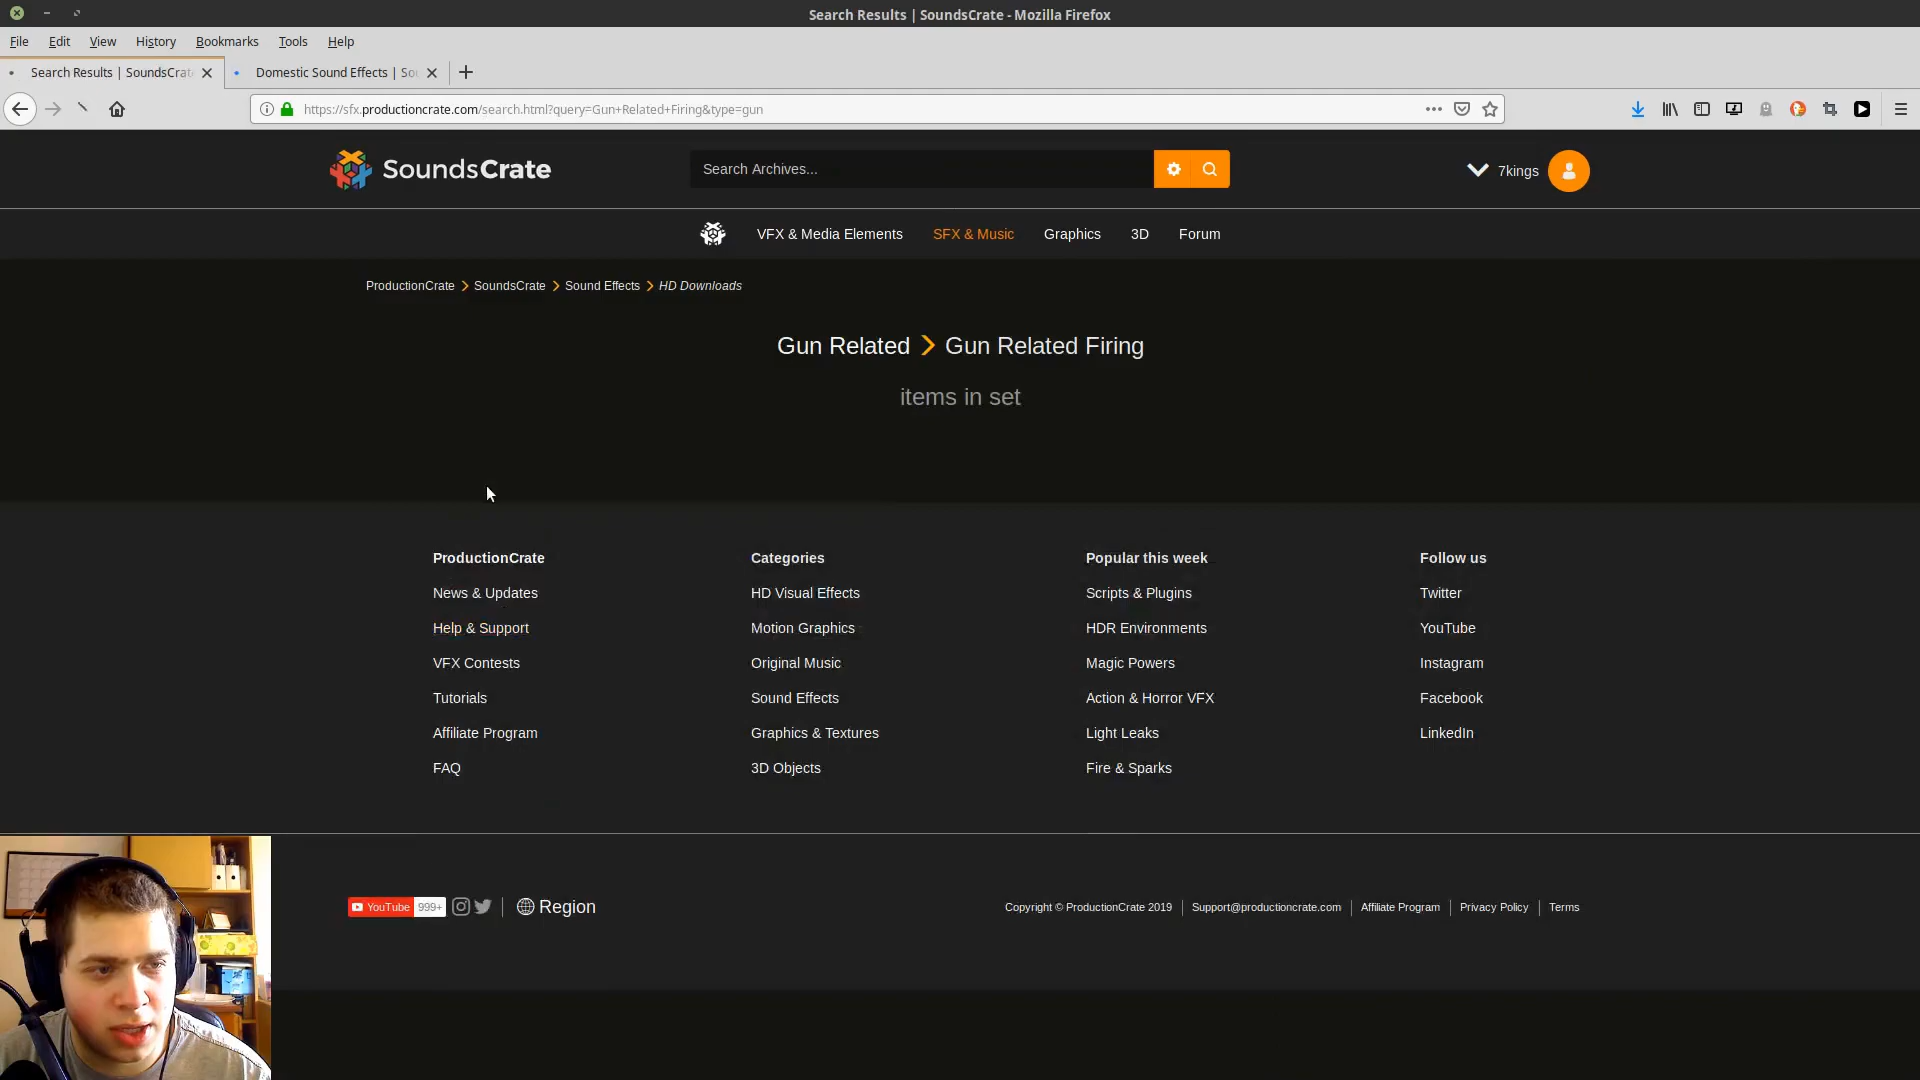 Search Results | SoundsCrate - Mozilla Firefox
File Edit View History Bookmarks Tools Help
Search Results | SoundsCrat
Domestic Sound Effects | So
https://sfx.productioncrate.com/search.html?query=Gun+Related+Firing&type=gun
SoundsCrate
Search Archives...
7kings
VFX & Media Elements SFX & Music Graphics 3D Forum
ProductionCrate SoundsCrate Sound Effects HD Downloads
Gun Related Gun Related Firing
items in set
ProductionCrate
News & Updates
Help & Support
VFX Contests
Tutorials
Affiliate Program
FAQ
Categories
HD Visual Effects
Motion Graphics
Original Music
Sound Effects
Graphics & Textures
3D Objects
Popular this week
Scripts & Plugins
HDR Environments
Magic Powers
Action & Horror VFX
Light Leaks
Fire & Sparks
Follow us
Twitter
YouTube
Instagram
Facebook
LinkedIn
YouTube 999+
Region
Copyright © ProductionCrate 2019 Support@productioncrate.com Affiliate Program Privacy Policy Terms